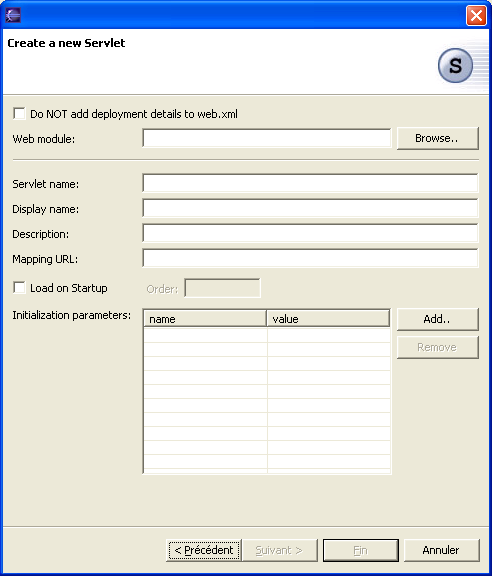 Create a new Servlet
S
Do NOT add deployment details to web.xml
Web module: Browse..
Servlet name:
Display name:
Description:
Mapping URL:
Load on Startup Order:
Initialization parameters: name value Add..
Remove
< Précédent Suivant > Fin Annuler